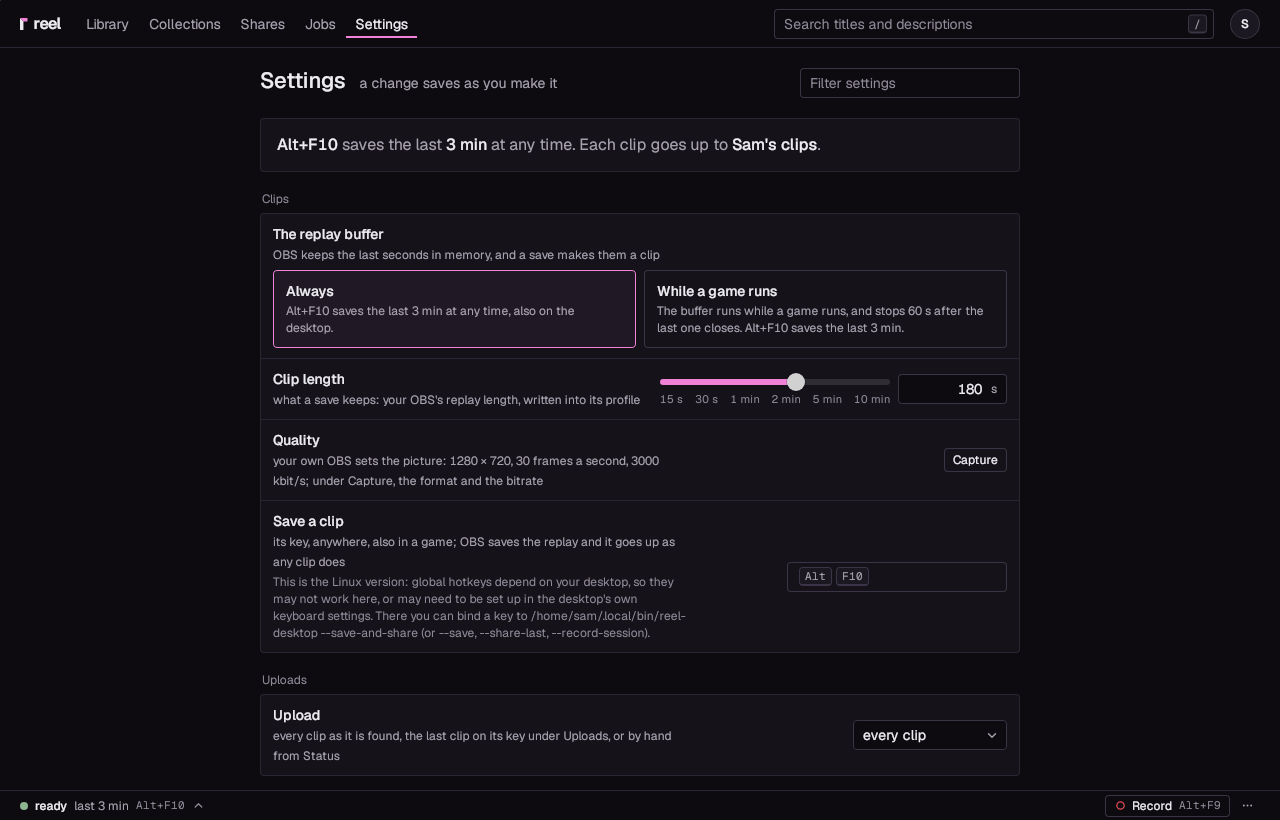 reel Library Collections Shares Jobs Settings Search titles and descriptions / S
Settings a change saves as you make it Filter settings
Alt+F10 saves the last 3 min at any time. Each clip goes up to Sam's clips.
Clips
The replay buffer
OBS keeps the last seconds in memory, and a save makes them a clip
Always
Alt+F10 saves the last 3 min at any time, also on the
desktop.
While a game runs
The buffer runs while a game runs, and stops 60 s after the
last one closes. Alt+F10 saves the last 3 min.
Clip length
what a save keeps: your OBS's replay length, written into its profile
15 s 30 s 1 min 2 min 5 min 10 min
180 s
Quality
your own OBS sets the picture: 1280 × 720, 30 frames a second, 3000
kbit/s; under Capture, the format and the bitrate
Capture
Save a clip
its key, anywhere, also in a game; OBS saves the replay and it goes up as
any clip does
This is the Linux version: global hotkeys depend on your desktop, so they
may not work here, or may need to be set up in the desktop's own
keyboard settings. There you can bind a key to /home/sam/.local/bin/reel-
desktop --save-and-share (or --save, --share-last, --record-session).
Alt F10
Uploads
Upload
every clip as it is found, the last clip on its key under Uploads, or by hand
from Status
every clip
ready last 3 min Alt+F10 Record Alt+F9 ···